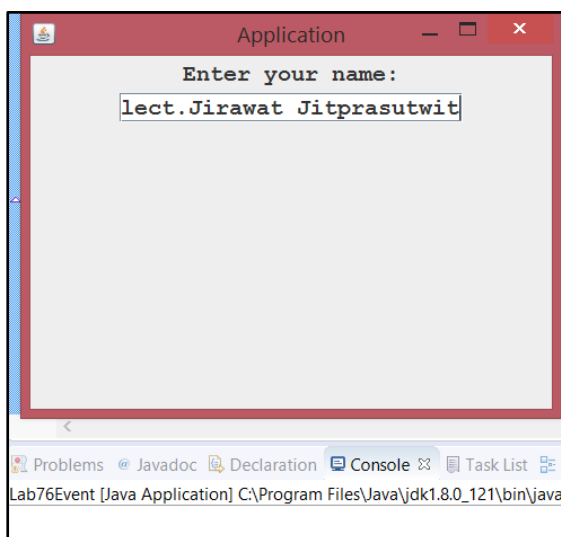 Application
Enter your name:
lect.Jirawat Jitprasutwit
Problems @ Javadoc Declaration Console Task List
Lab76Event [Java Application] C:\Program Files\Java\jdk1.8.0_121\bin\java